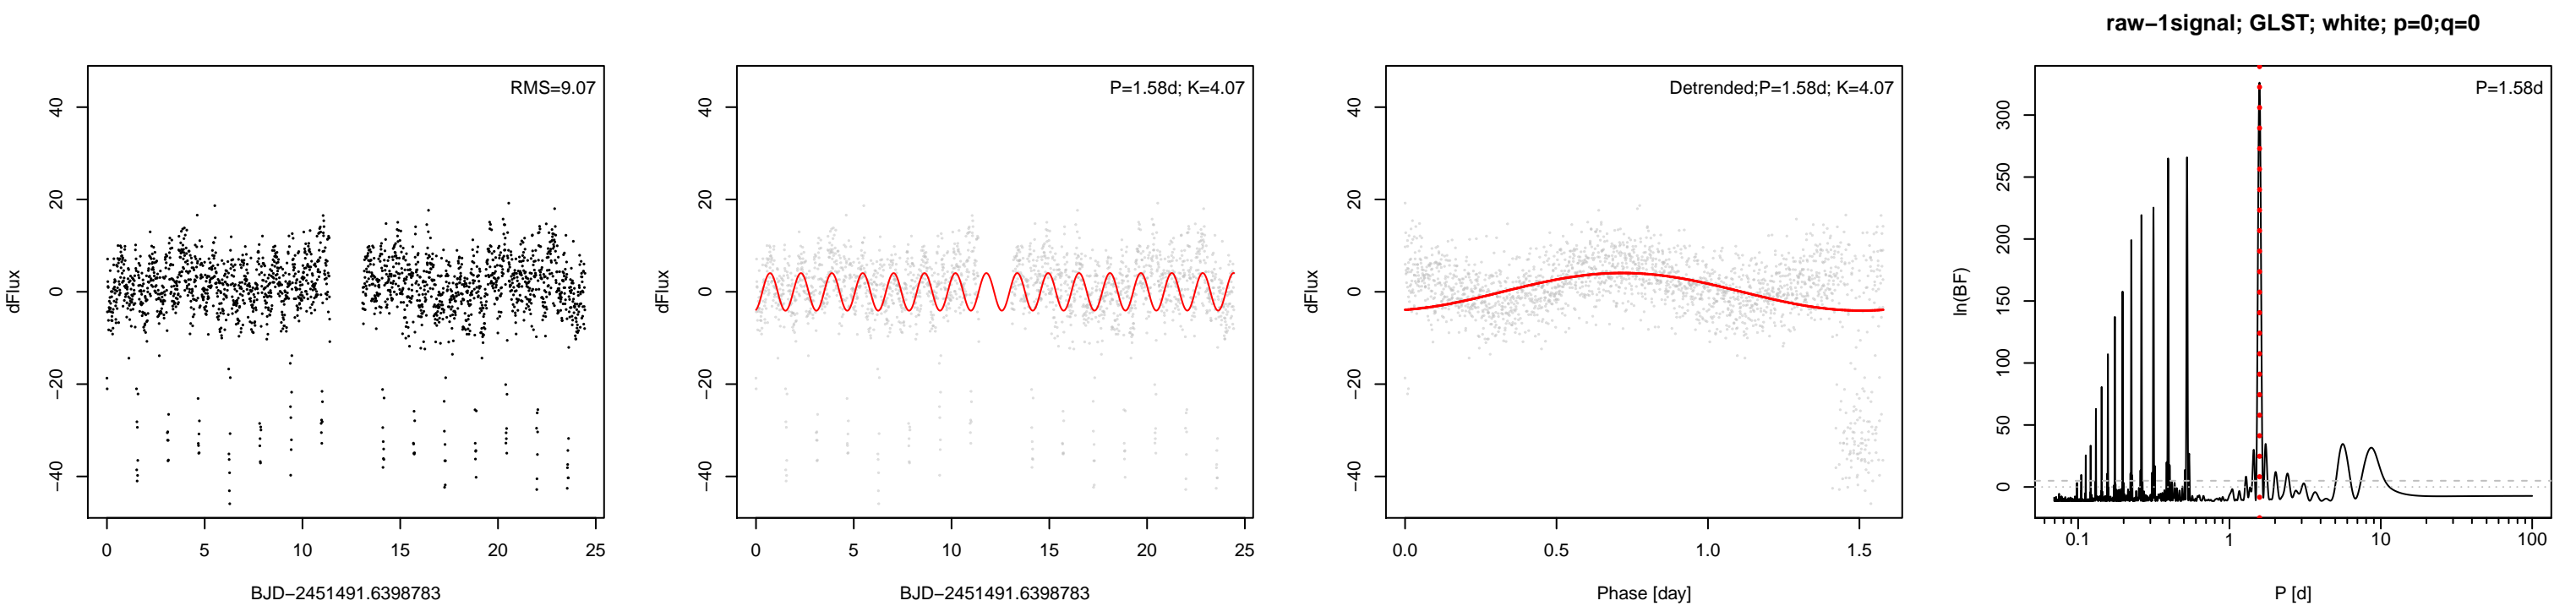 raw−1signal; GLST; white; p=0;q=0
RMS=9.07
dFlux
40
20
0
−20
−40
0 5 10 15 20 25
BJD−2451491.6398783
P=1.58d; K=4.07
dFlux
40
20
0
−20
−40
0 5 10 15 20 25
BJD−2451491.6398783
Detrended;P=1.58d; K=4.07
dFlux
40
20
0
−20
−40
0.0 0.5 1.0 1.5
Phase [day]
P=1.58d
ln(BF)
300
250
200
150
100
50
0
0.1 1 10 100
P [d]